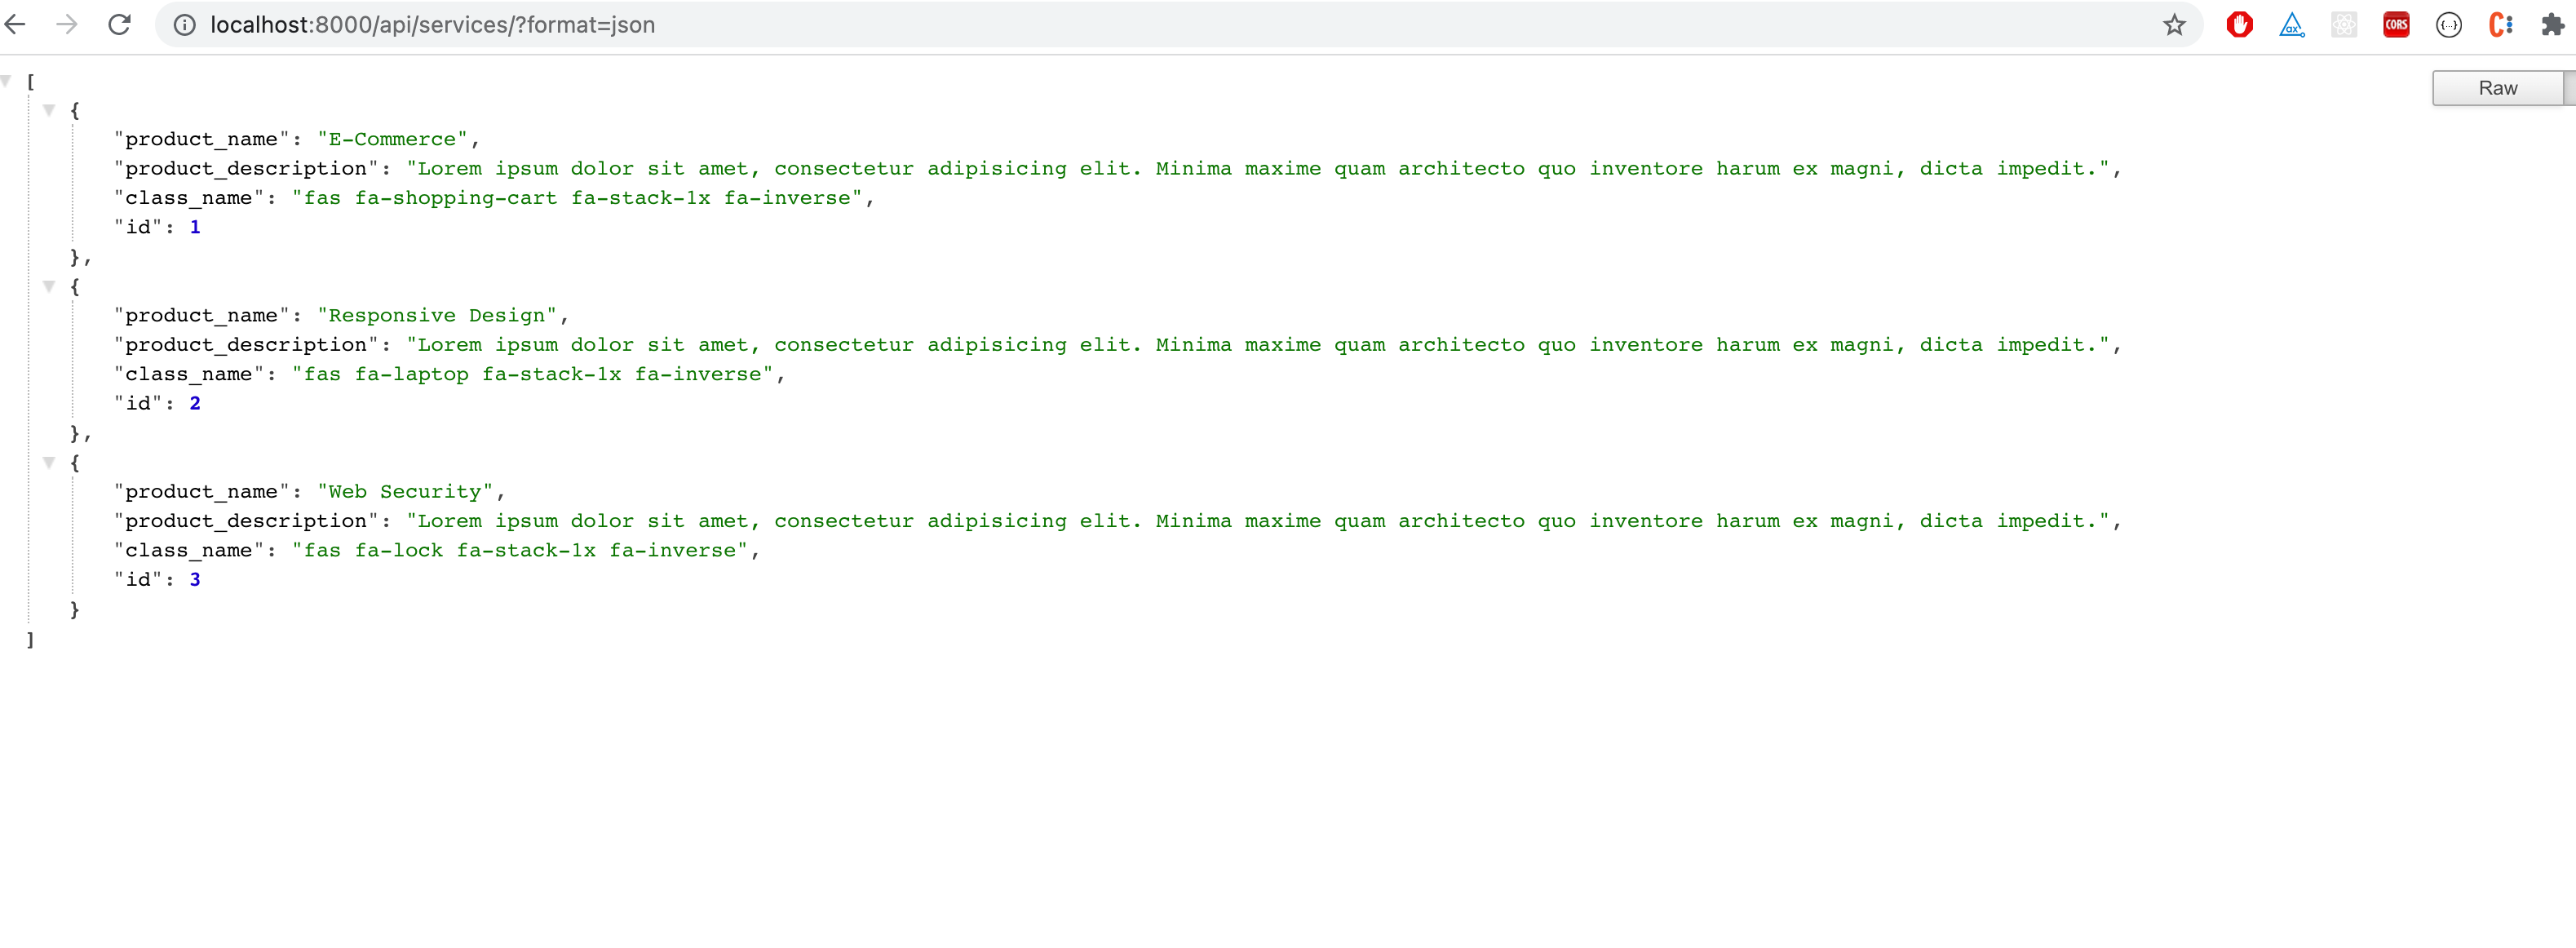 localhost:8000/api/services/?format=json
CORS
Raw
[
{
"product_name": "E-Commerce",
"product_description": "Lorem ipsum dolor sit amet, consectetur adipisicing elit. Minima maxime quam architecto quo inventore harum ex magni, dicta impedit.",
"class_name": "fas fa-shopping-cart fa-stack-1x fa-inverse",
"id": 1
},
{
"product_name": "Responsive Design",
"product_description": "Lorem ipsum dolor sit amet, consectetur adipisicing elit. Minima maxime quam architecto quo inventore harum ex magni, dicta impedit.",
"class_name": "fas fa-laptop fa-stack-1x fa-inverse",
"id": 2
},
{
"product_name": "Web Security",
"product_description": "Lorem ipsum dolor sit amet, consectetur adipisicing elit. Minima maxime quam architecto quo inventore harum ex magni, dicta impedit.",
"class_name": "fas fa-lock fa-stack-1x fa-inverse",
"id": 3
}
]